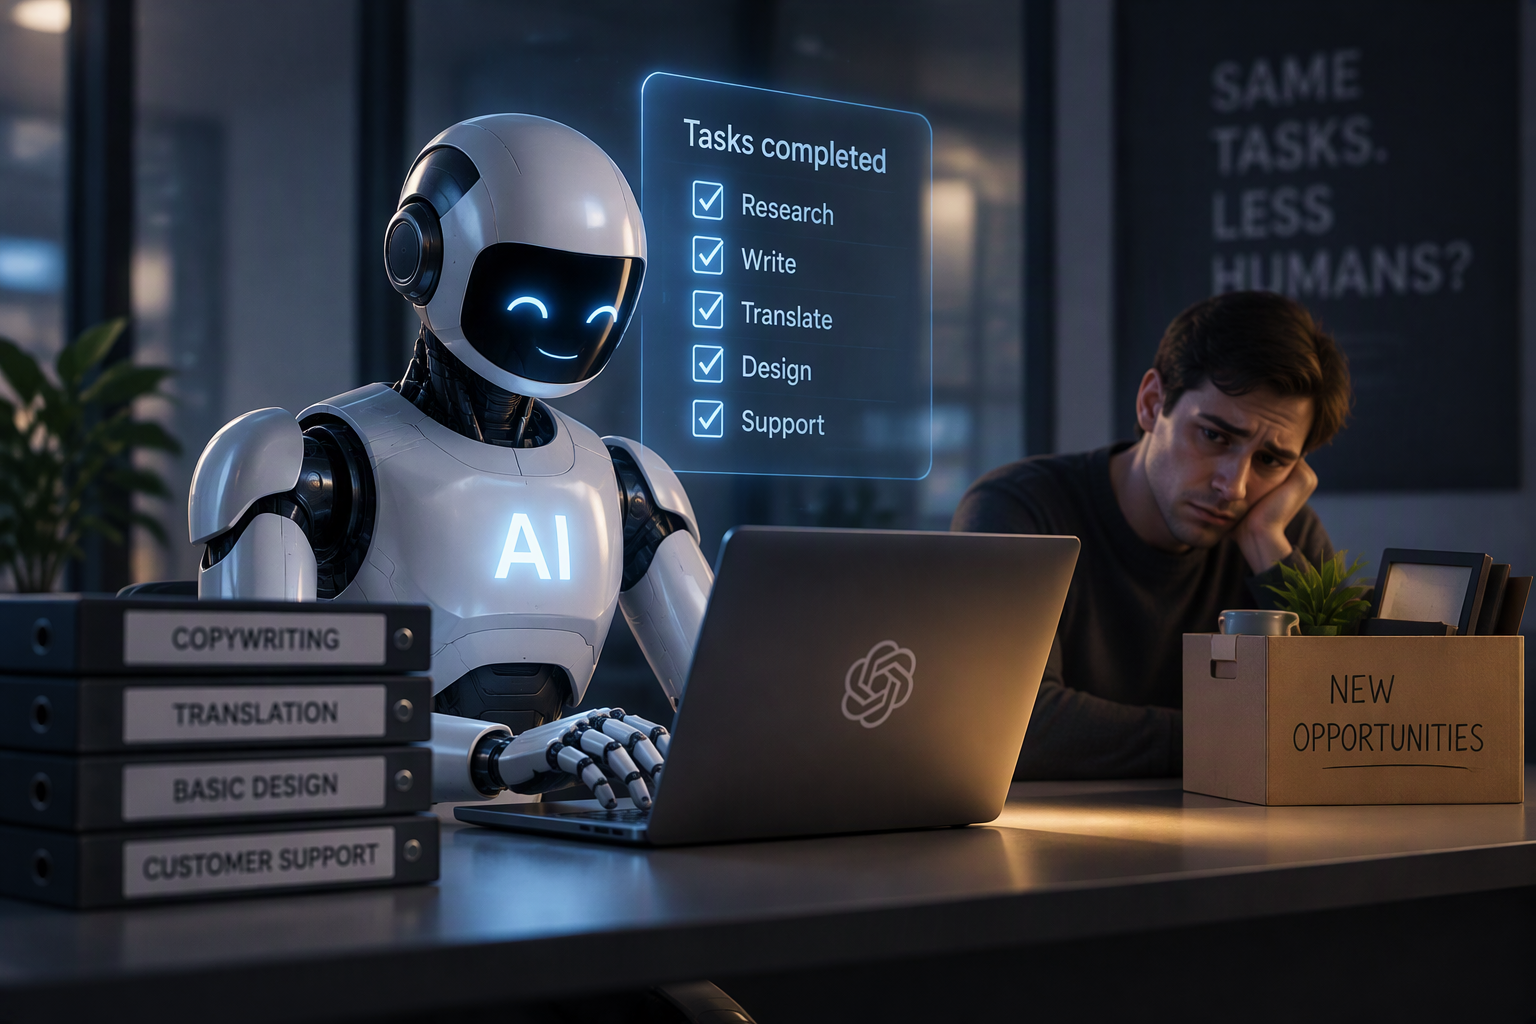 Tasks completed
Research
Write
Translate
Design
Support
SAME
TASKS.
LESS
HUMANS?
AI
COPYWRITING
TRANSLATION
BASIC DESIGN
CUSTOMER SUPPORT
NEW
OPPORTUNITIES